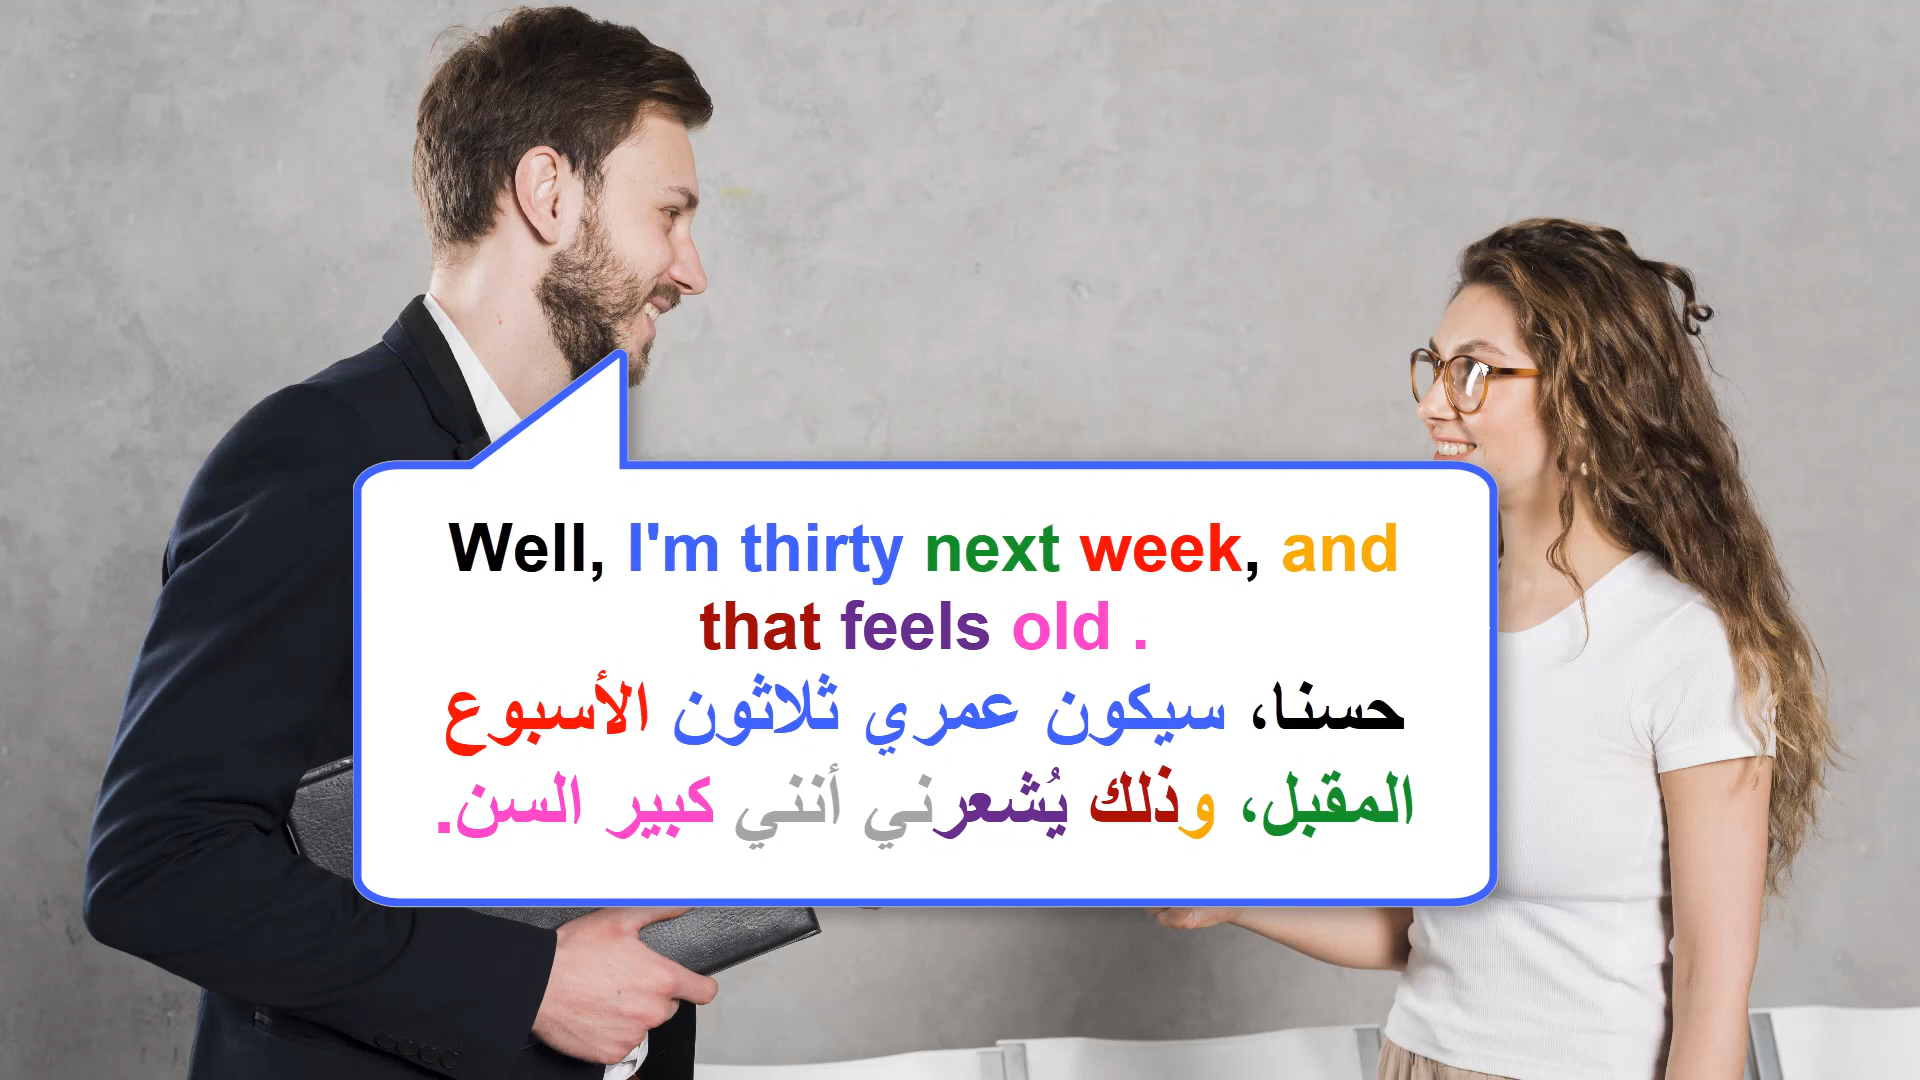 Well, I'm thirty next week, and
that feels old .
حسنا، سيكون عمري ثلاثون الأسبوع
المقبل، وذلك يُشعرني أنني كبير السن.